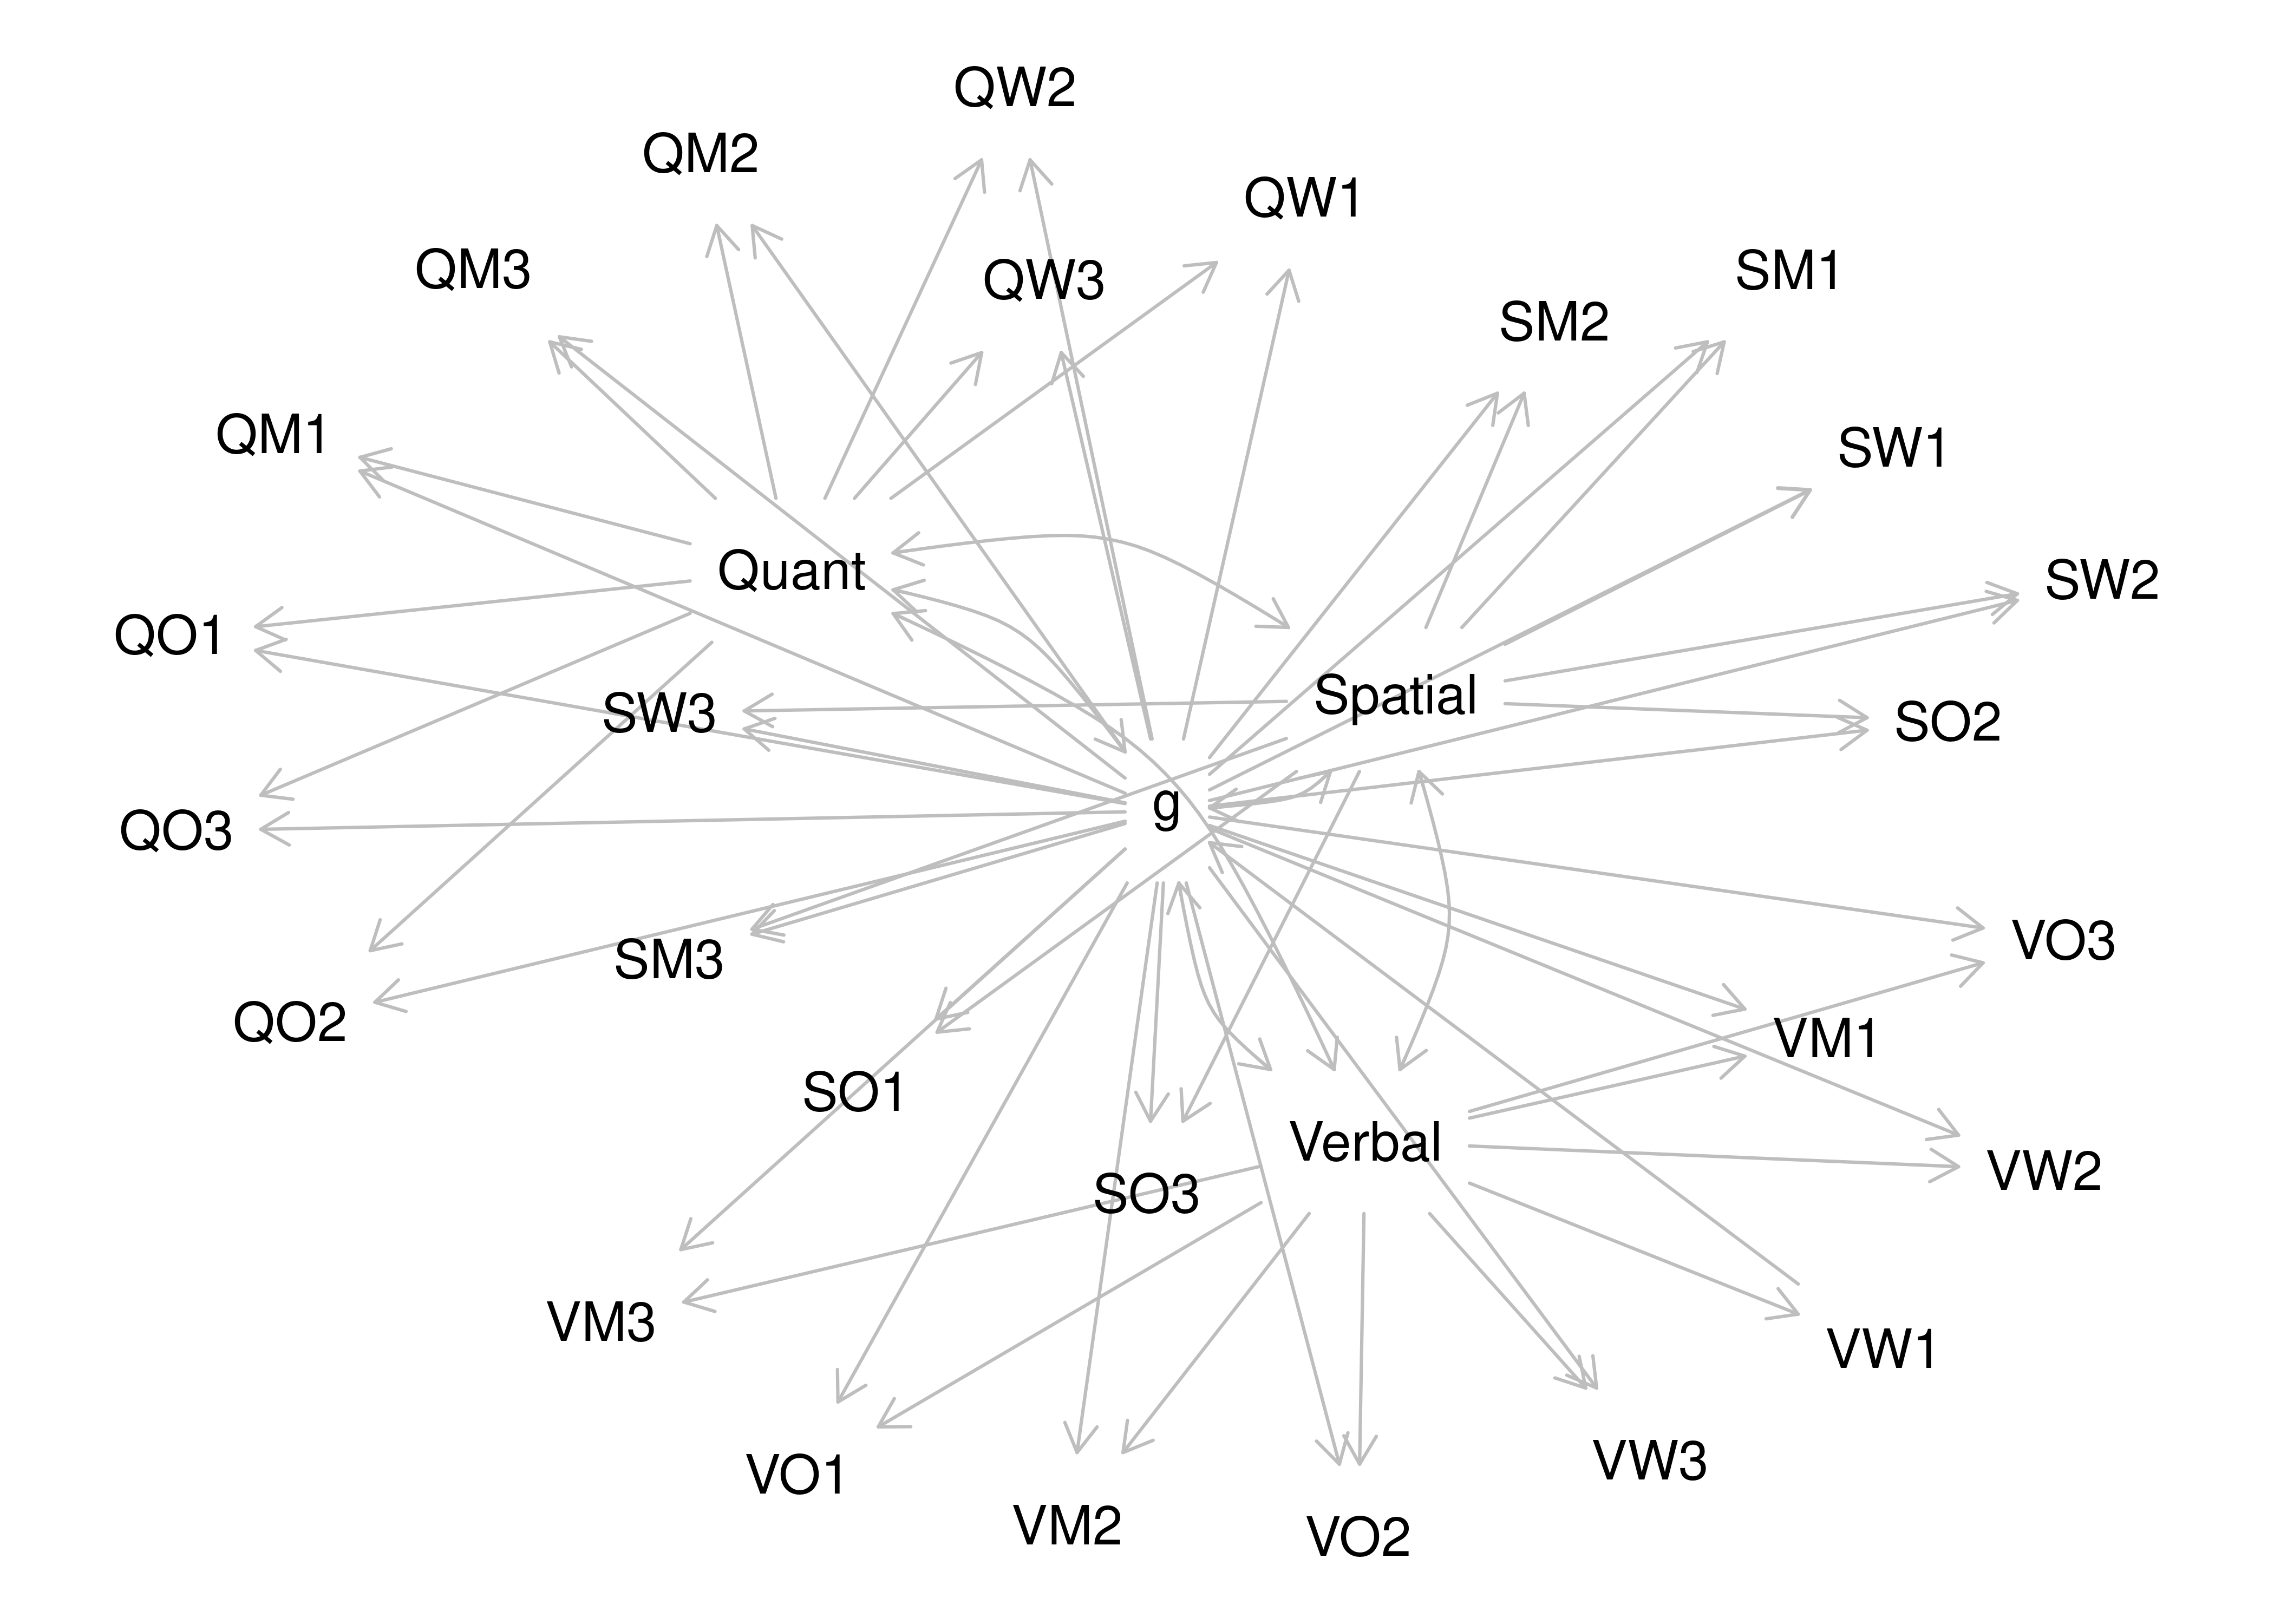 QW2
QM2
QW1
QM3
QW3
SM1
SM2
QM1
SW1
Quant
SW2
QO1
Spatial
SW3
SO2
g
QO3
VO3
SM3
QO2
VM1
SO1
Verbal
VW2
SO3
VM3
VW1
VW3
VO1
VM2
VO2